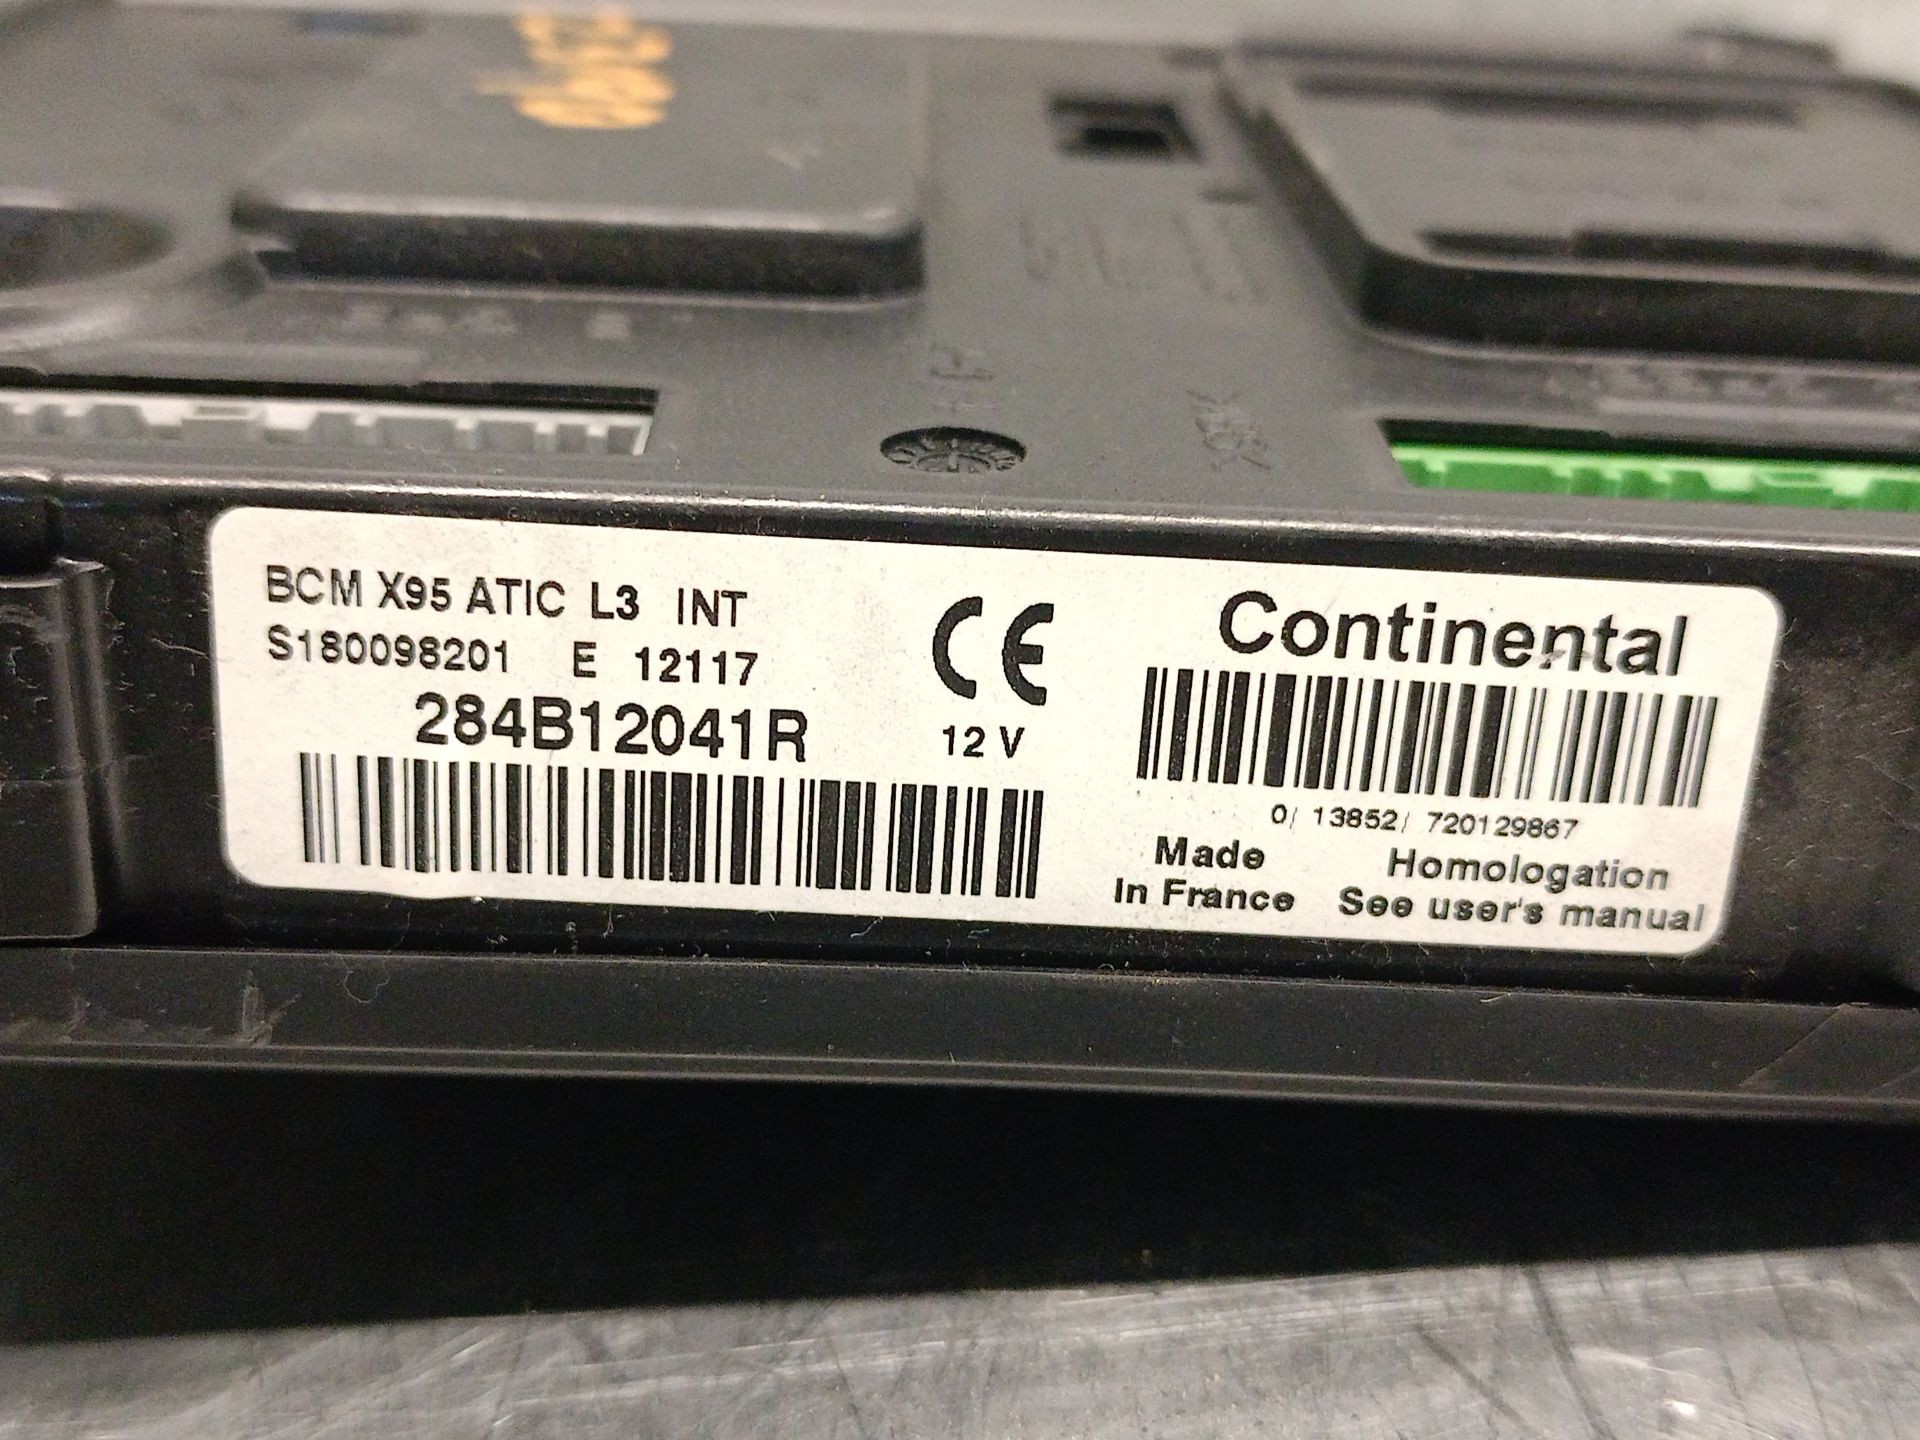 BCM X95 ATIC L3 INT
S180098201 E 12117
284B12041R
CE
12 V
Continental
0/ 13852/ 720129867
Made
In France
Homologation
See user's manual